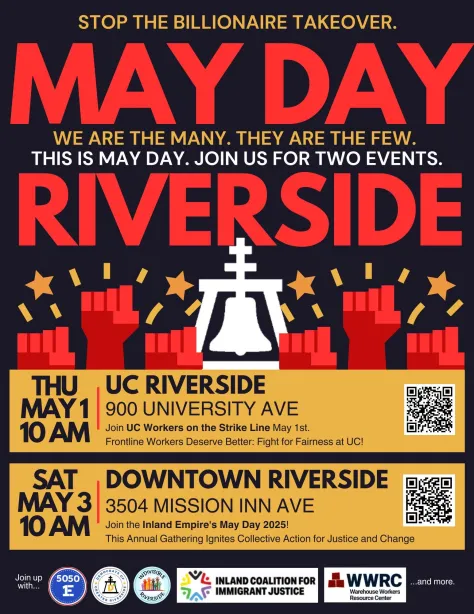 STOP THE BILLIONAIRE TAKEOVER.
MAY DAY
WE ARE THE MANY. THEY ARE THE FEW.
THIS IS MAY DAY. JOIN US FOR TWO EVENTS.
RIVERSIDE
THU
MAY 1
10 AM
UC RIVERSIDE
900 UNIVERSITY AVE
Join UC Workers on the Strike Line May 1st.
Frontline Workers Deserve Better: Fight for Fairness at UC!
SAT
MAY 3
10 AM
DOWNTOWN RIVERSIDE
3504 MISSION INN AVE
Join the Inland Empire's May Day 2025!
This Annual Gathering Ignites Collective Action for Justice and Change
Join up
with...
5050
E
INDIVISIBLE
RIVERSIDE
INLAND COALITION FOR
IMMIGRANT JUSTICE
WWRC
Warehouse Workers
Resource Center
...and more.